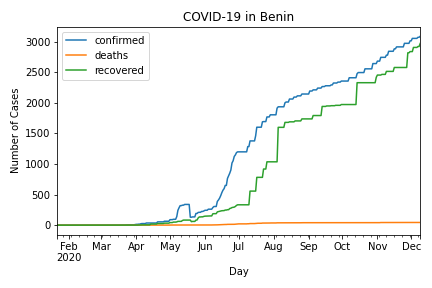 COVID-19 in Benin
confirmed
deaths
recovered
Number of Cases
3000
2500
2000
1500
1000
500
0
Feb Mar Apr May Jun Jul Aug Sep Oct Nov Dec
2020
Day